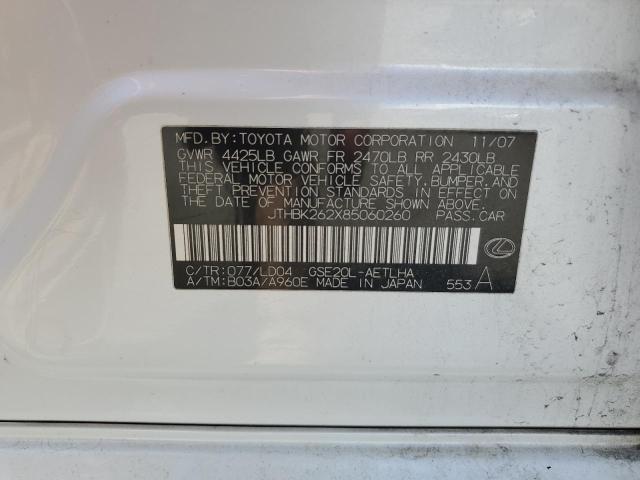 MFD. BY: TOYOTA MOTOR CORPORATION 11/07
GVWR 4425LB GAWR FR 2470LB RR 2430LB
THIS VEHICLE CONFORMS TO ALL APPLICABLE
FEDERAL MOTOR VEHICLE SAFETY, BUMPER, AND
THEFT PREVENTION STANDARDS IN EFFECT ON
THE DATE OF MANUFACTURE SHOWN ABOVE.
JTHBK262X85060260 PASS. CAR
C/TR: 077/LD04 GSE20L-AETLHA
A/TM: B03A/A960E MADE IN JAPAN 553 A